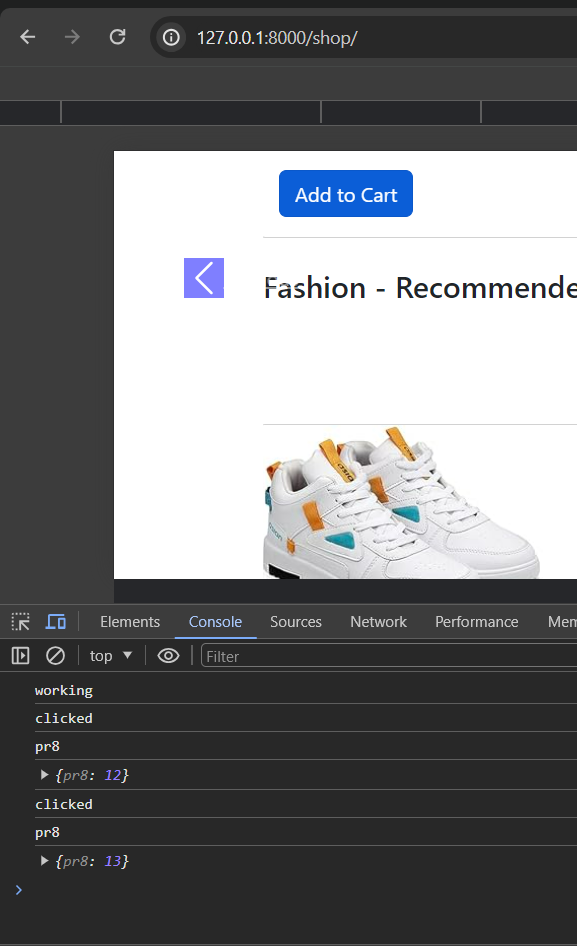 127.0.0.1:8000/shop/
Add to Cart
Fashion - Recommende
Elements Console Sources Network Performance Mem
top Filter
working
clicked
pr8
{pr8: 12}
clicked
pr8
{pr8: 13}